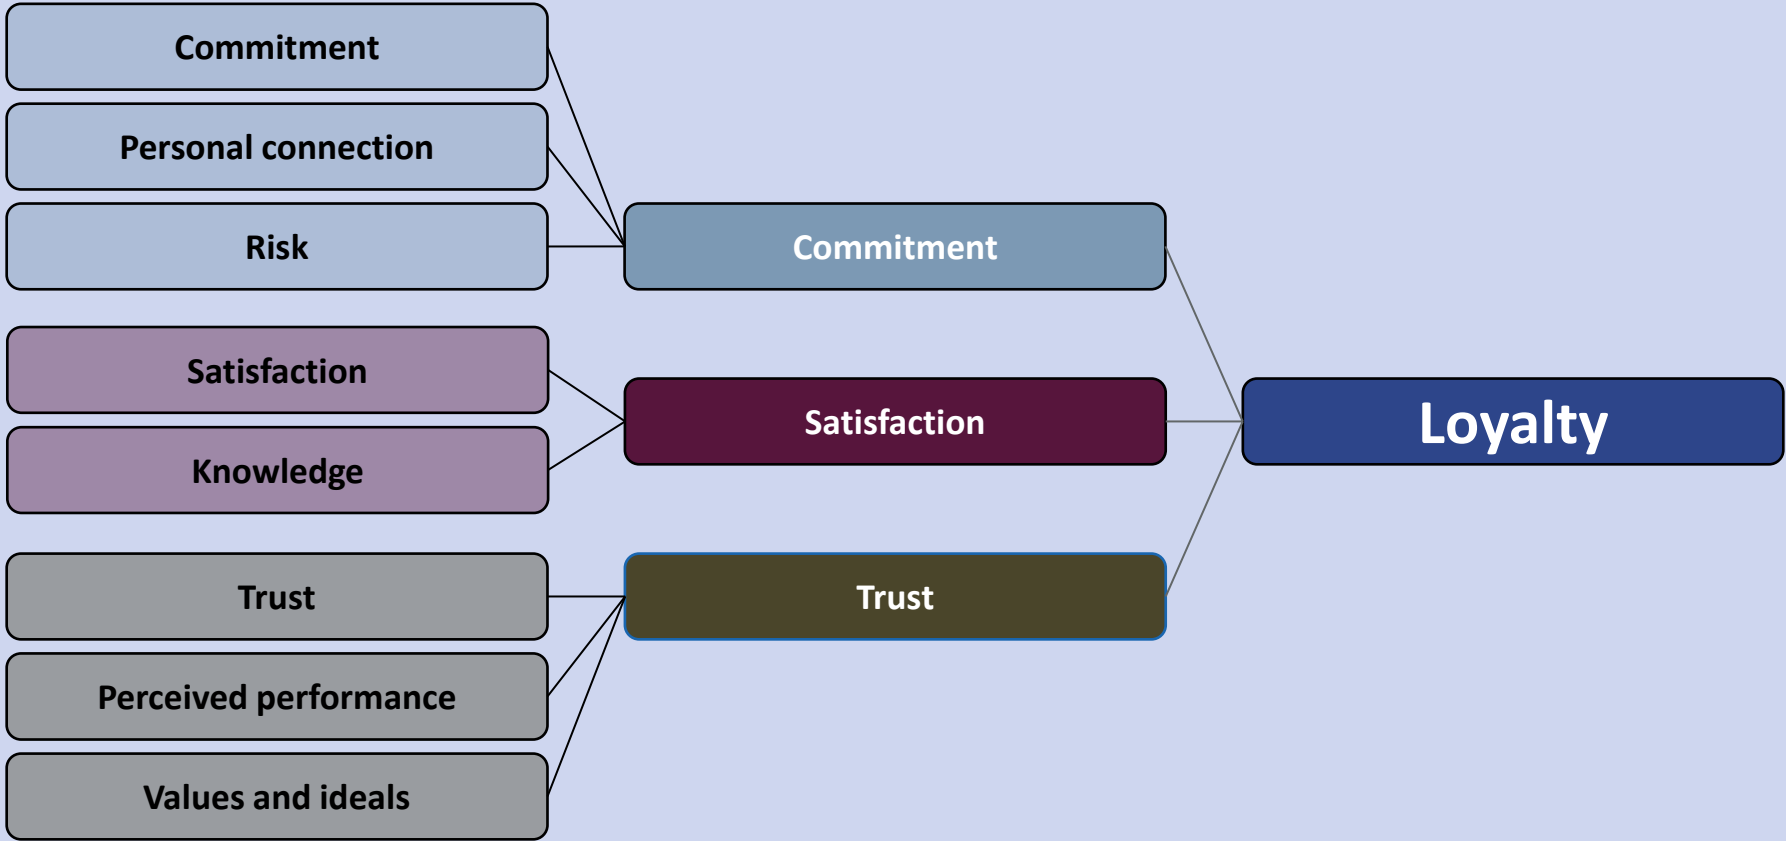 Commitment
Personal connection
Risk
Satisfaction
Knowledge
Trust
Perceived performance
Values and ideals
Commitment
Satisfaction
Trust
Loyalty